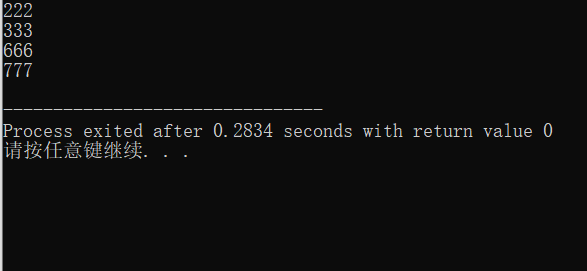 222
333
666
777
--------------------------------
Process exited after 0.2834 seconds with return value 0
请按任意键继续. . .